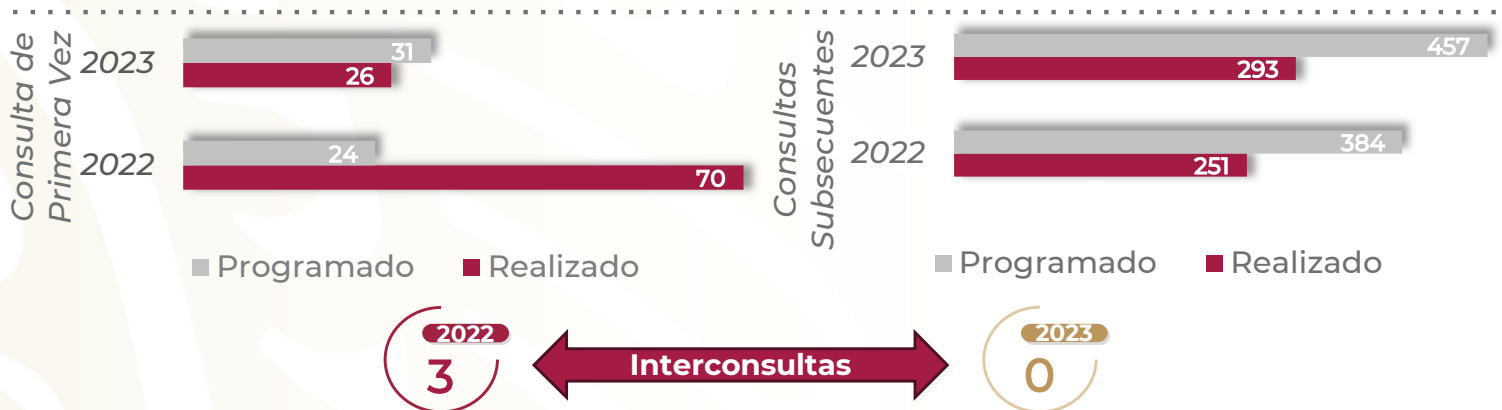 Consulta de
Primera Vez
2023
31
26
2022
24
70
Programado
Realizado
Consultas
Subsecuentes
2023
457
293
2022
384
251
Programado
Realizado
2022
3
Interconsultas
2023
0